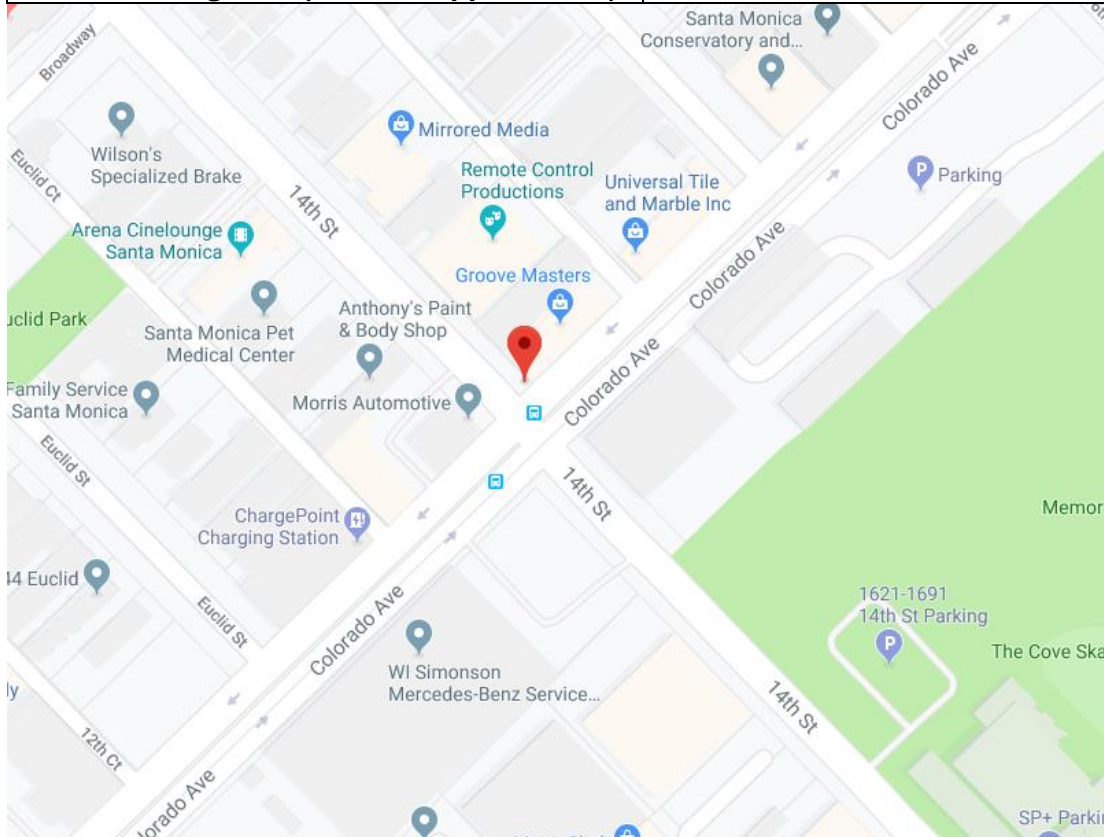 Santa Monica
Conservatory and...
Broadway
Colorado Ave
Wilson's
Specialized Brake
Mirrored Media
Euclid Ct
Remote Control
Productions
Universal Tile
and Marble Inc
Parking
14th St
Arena Cinelounge
Santa Monica
Colorado Ave
Groove Masters
uclid Park
Anthony's Paint
& Body Shop
Santa Monica Pet
Medical Center
Colorado Ave
Family Service
Santa Monica
Morris Automotive
Euclid St
14th St
ChargePoint
Charging Station
Memor
44 Euclid
1621-1691
14th St Parking
Euclid St
Colorado Ave
The Cove Ska
WI Simonson
Mercedes-Benz Service...
14th St
12th Ct
olorado Ave
SP+ Parki